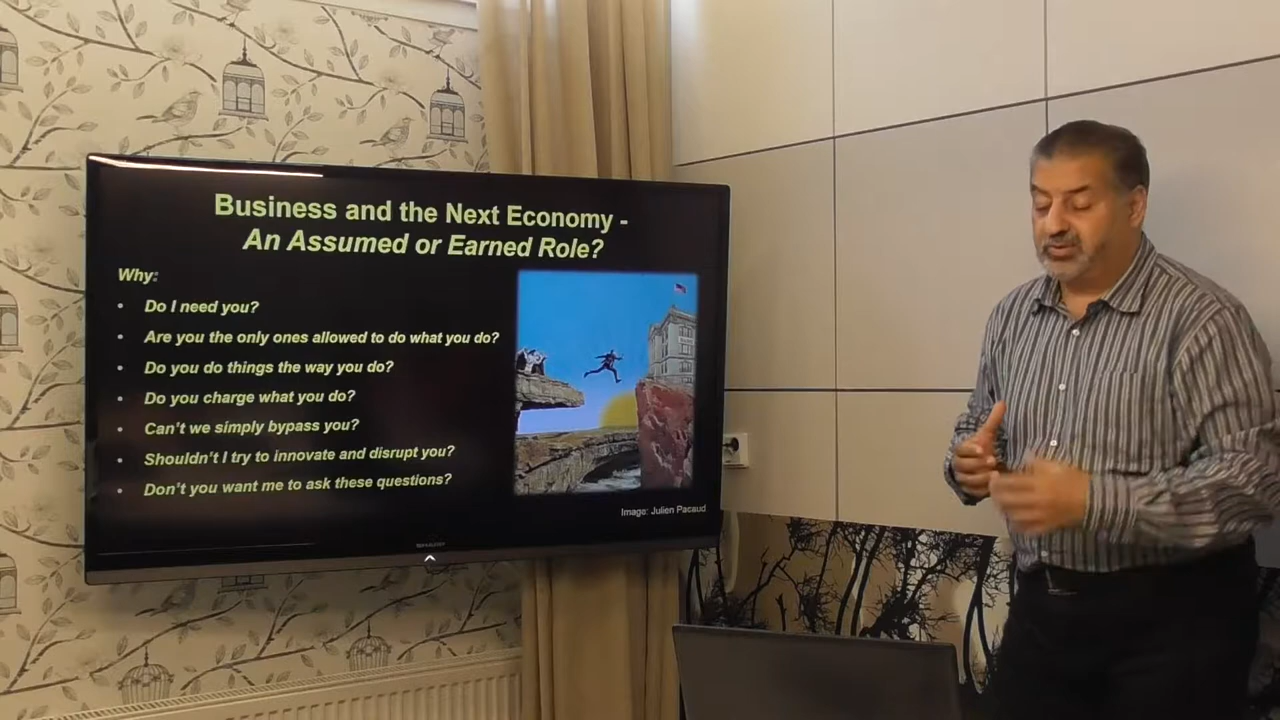 Business and the Next Economy -
An Assumed or Earned Role?
Why:
• Do I need you?
• Are you the only ones allowed to do what you do?
• Do you do things the way you do?
• Do you charge what you do?
• Can't we simply bypass you?
• Shouldn't I try to innovate and disrupt you?
• Don't you want me to ask these questions?
Image: Julien Pacaud